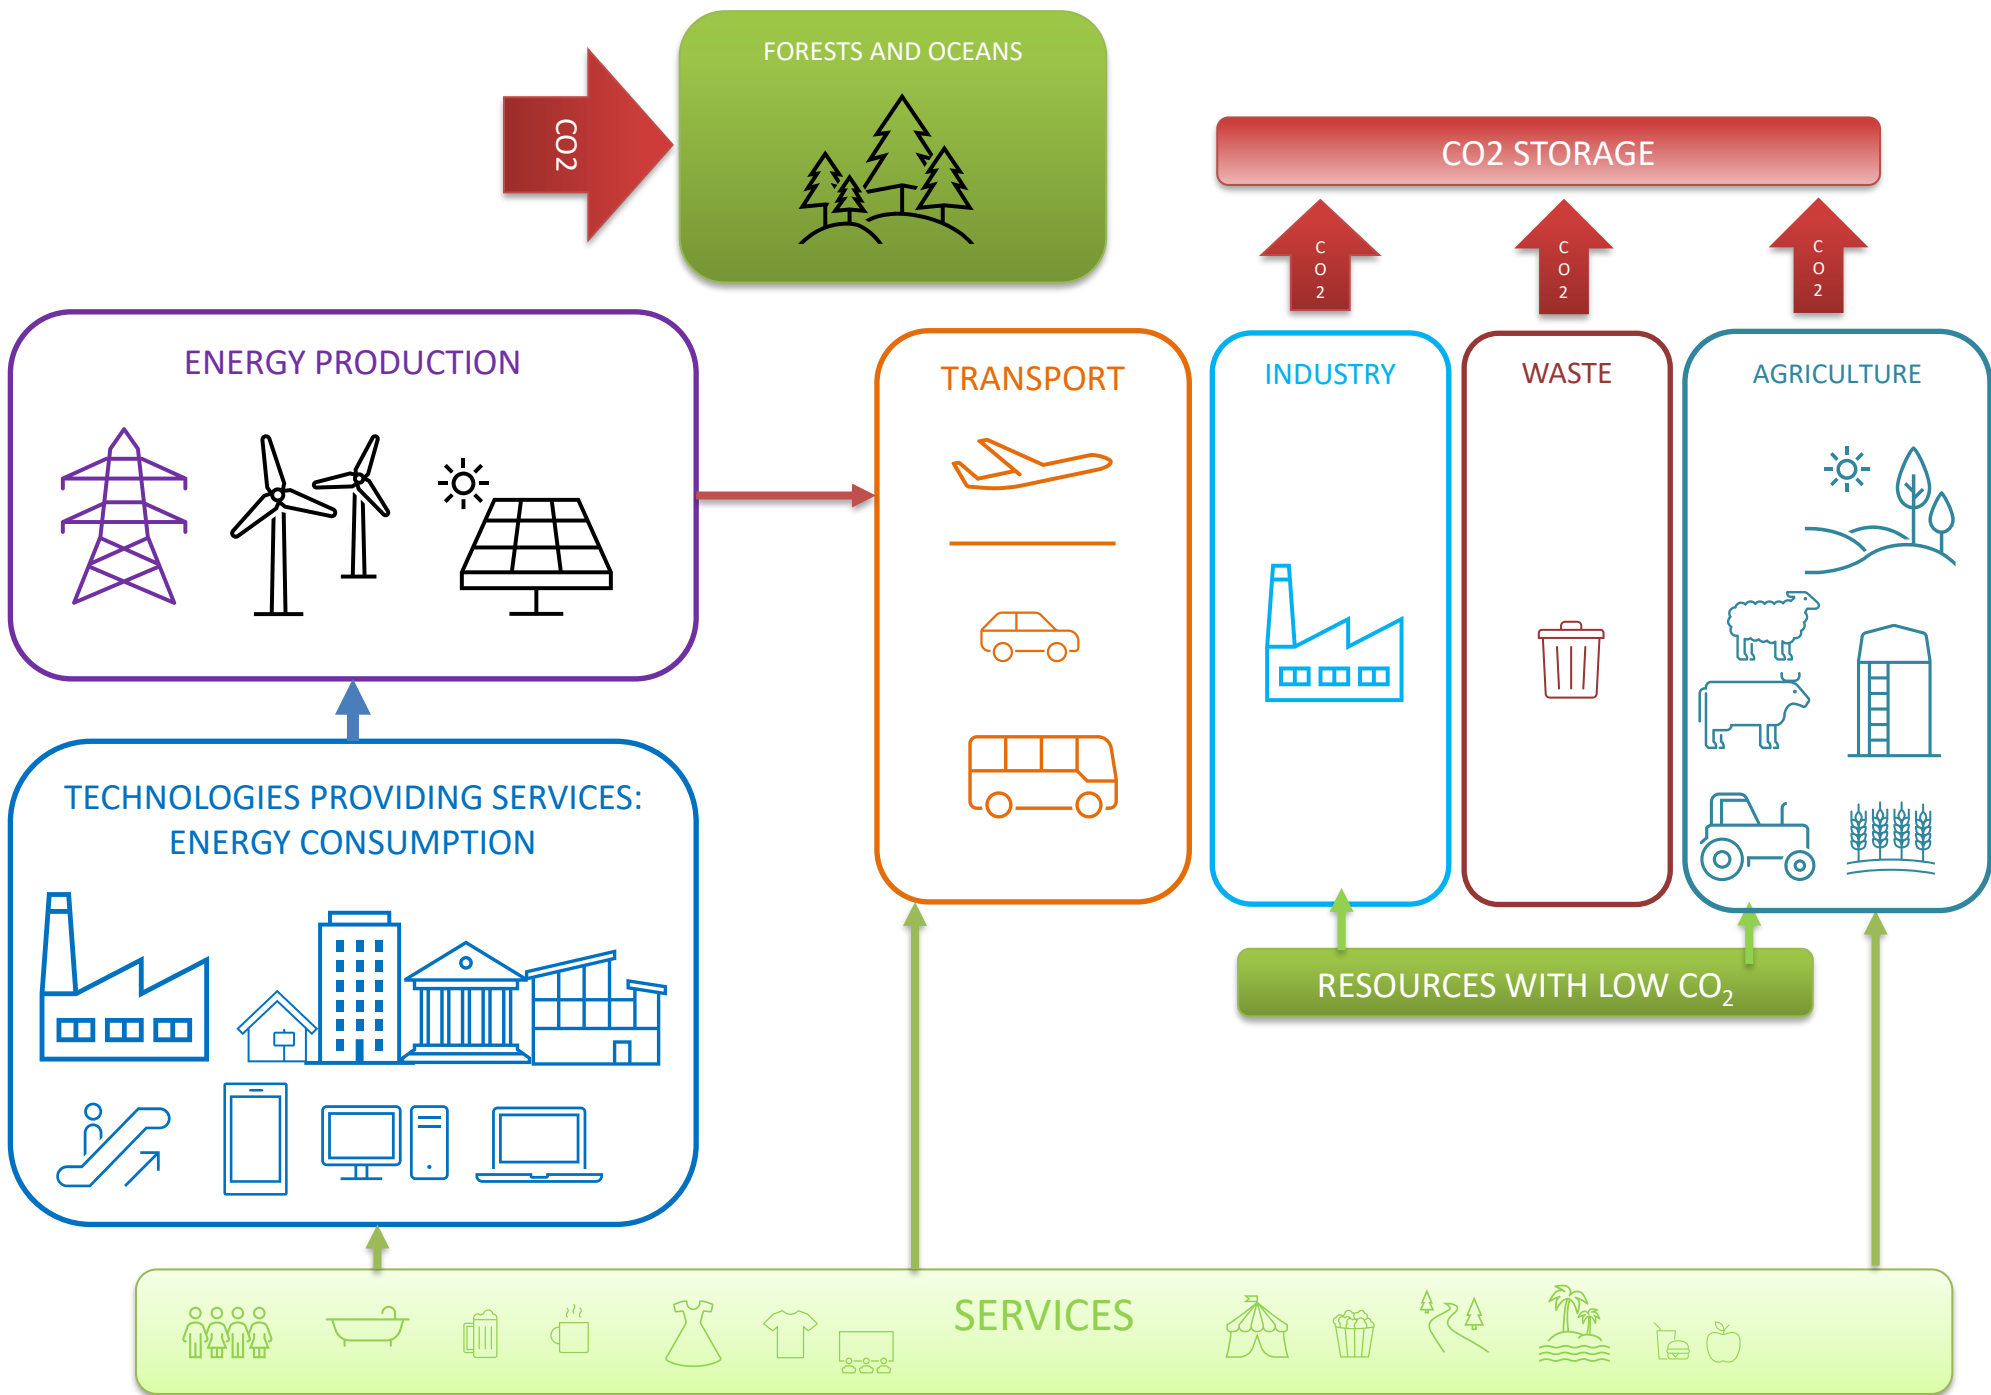 FORESTS AND OCEANS
CO2
CO2 STORAGE
C
O
2
C
O
2
C
O
2
ENERGY PRODUCTION
TRANSPORT
INDUSTRY
WASTE
AGRICULTURE
TECHNOLOGIES PROVIDING SERVICES:
ENERGY CONSUMPTION
RESOURCES WITH LOW CO₂
SERVICES